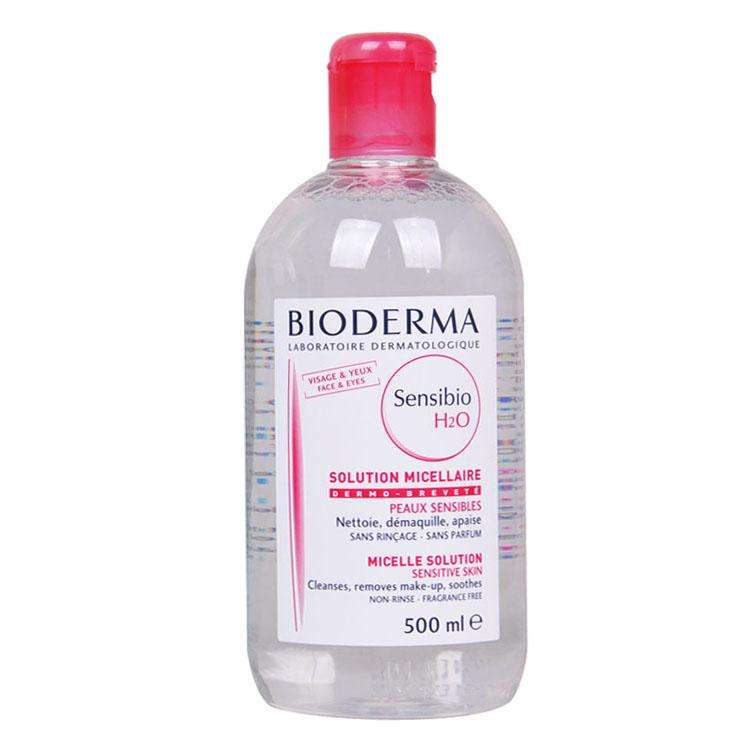 BIODERMA
LABORATOIRE DERMATOLOGIQUE
VISAGE & YEUX
FACE & EYES
Sensibio
H2O
SOLUTION MICELLAIRE
DERMO-BREVETÉ
PEAUX SENSIBLES
Nettoie, démaquille, apaise
SANS RINÇAGE - SANS PARFUM
MICELLE SOLUTION
SENSITIVE SKIN
Cleanses, removes make-up, soothes
NON-RINSE - FRAGRANCE FREE
500 ml ℮